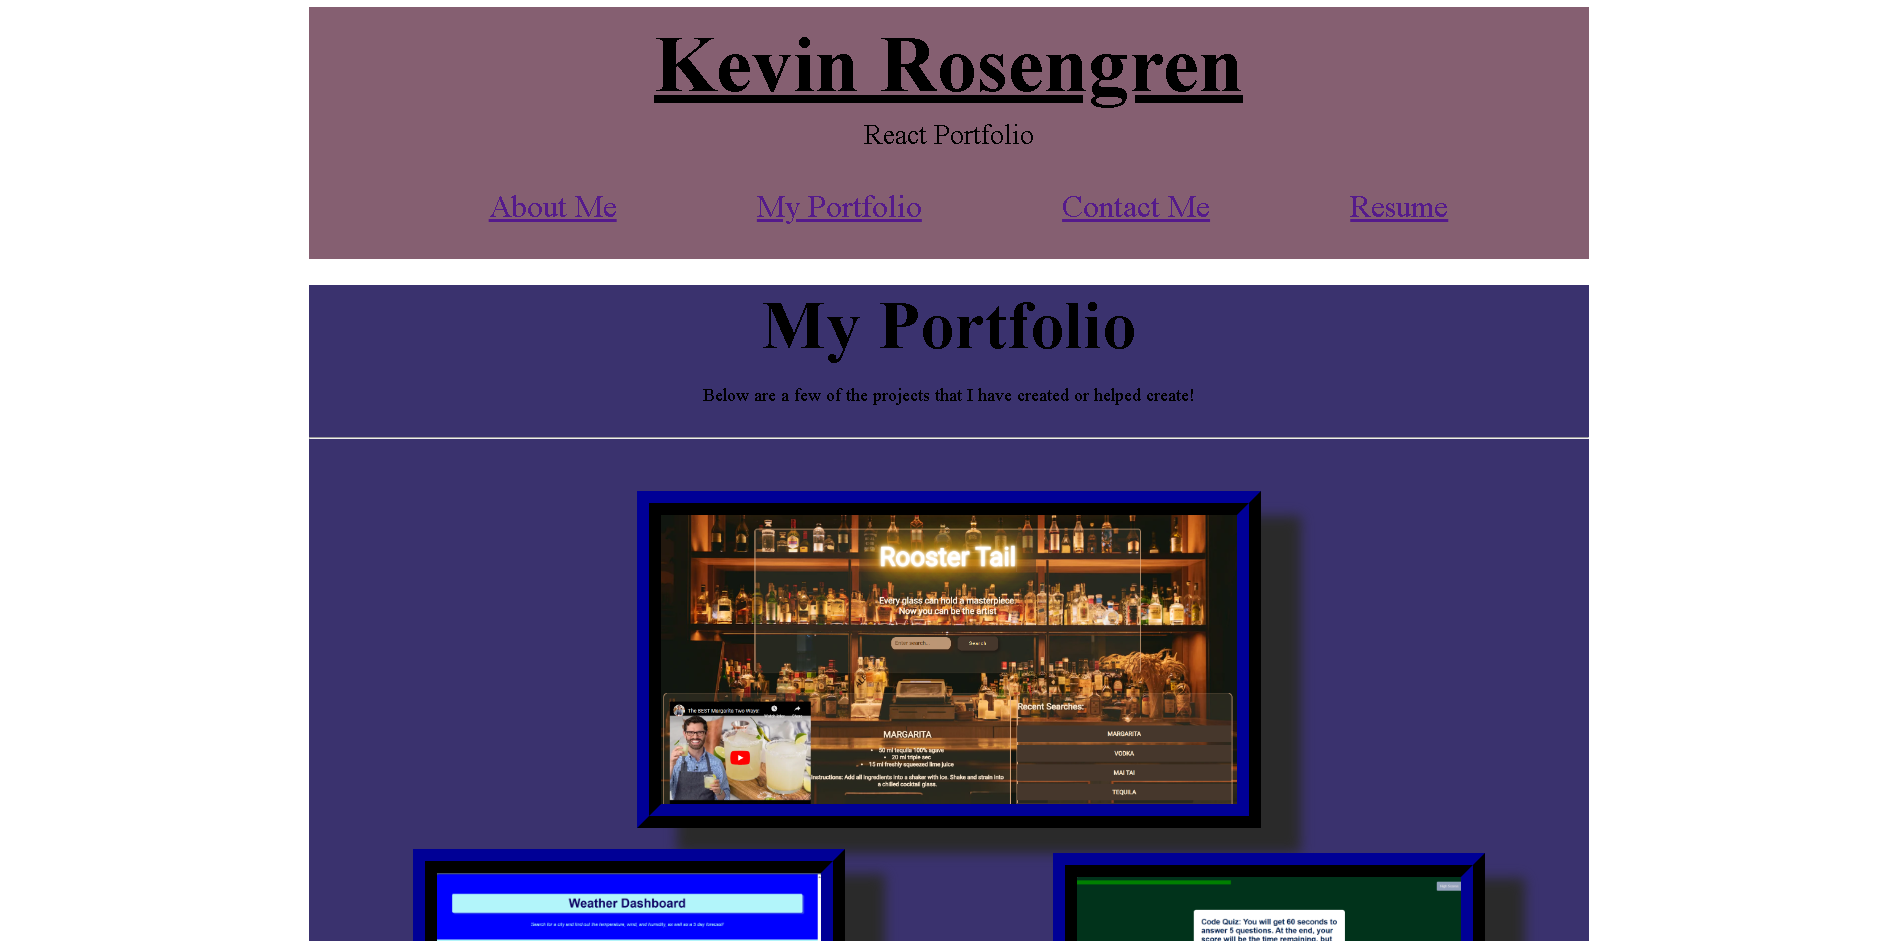 Kevin Rosengren
React Portfolio
About Me
My Portfolio
Contact Me
Resume
My Portfolio
Below are a few of the projects that I have created or helped create!
Rooster Tail
Every glass can hold a masterpiece.
Now you can be the artist
Enter search...
Search
The BEST Margarita Two Ways!
MARGARITA
50 ml tequila 100% agave
20 ml triple sec
15 ml freshly squeezed lime juice
Instructions: Add all ingredients into a shaker with ice. Shake and strain into
a chilled cocktail glass.
Recent Searches:
MARGARITA
VODKA
MAI TAI
TEQUILA
Weather Dashboard
Search for a city and find out the temperature, wind, and humidity, as well as a 5 day forecast!
Code Quiz: You will get 60 seconds to
answer 5 questions. At the end, your
score will be the time remaining, but